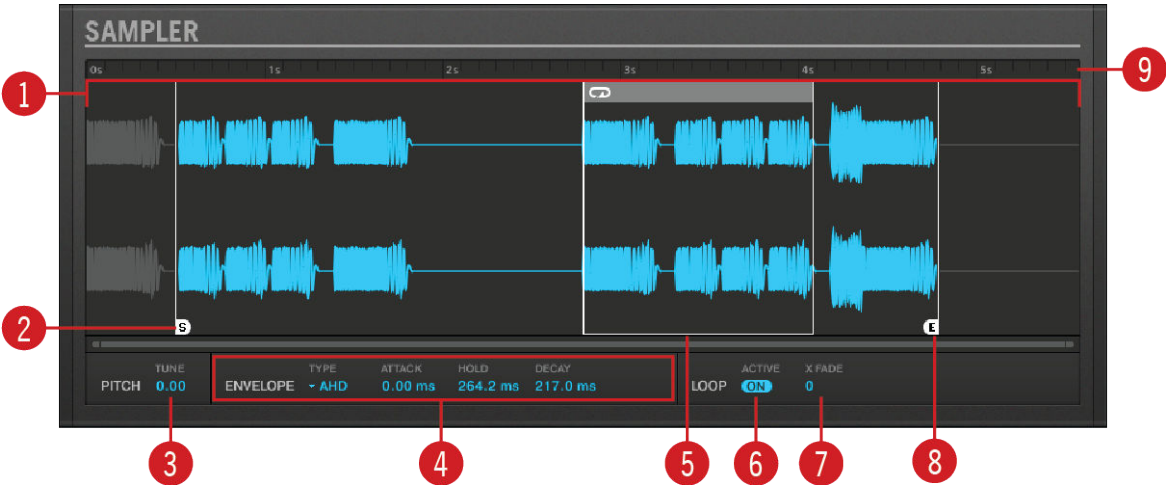 SAMPLER
0s 1s 2s 3s 4s 5s
9
1
2
S E
TUNE TYPE ATTACK HOLD DECAY ACTIVE X FADE
PITCH 0.00 ENVELOPE AHD 0.00 ms 264.2 ms 217.0 ms LOOP ON 0
3 4 5 6 7 8